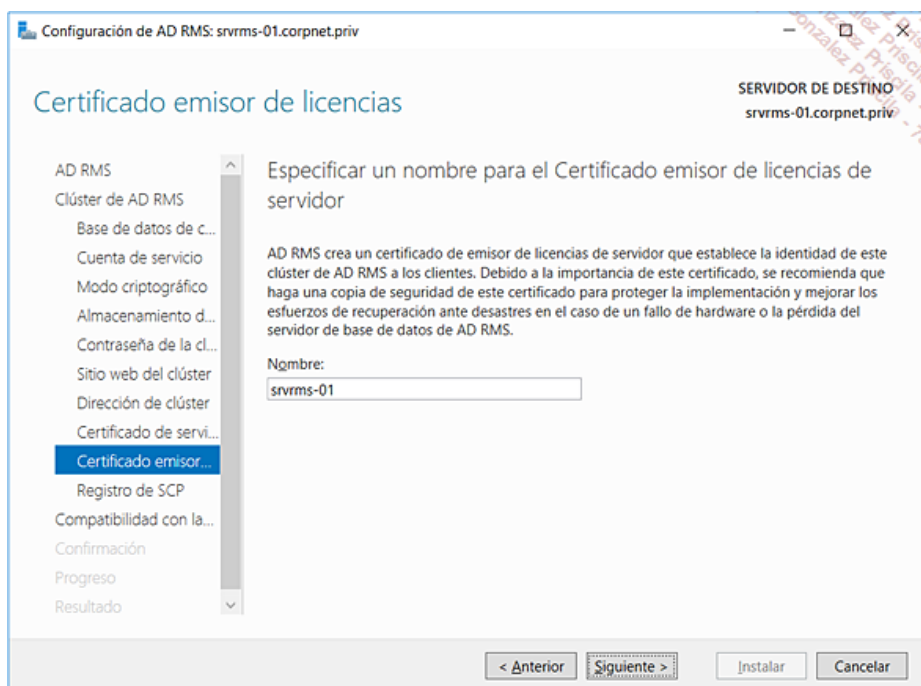 Configuración de AD RMS: srvrms-01.corpnet.priv
Certificado emisor de licencias
SERVIDOR DE DESTINO
srvrms-01.corpnet.priv
AD RMS
Clúster de AD RMS
Base de datos de c...
Cuenta de servicio
Modo criptográfico
Almacenamiento d...
Contraseña de la cl...
Sitio web del clúster
Dirección de clúster
Certificado de servi...
Certificado emisor...
Registro de SCP
Compatibilidad con la...
Confirmación
Progreso
Resultado
Especificar un nombre para el Certificado emisor de licencias de
servidor
AD RMS crea un certificado de emisor de licencias de servidor que establece la identidad de este
clúster de AD RMS a los clientes. Debido a la importancia de este certificado, se recomienda que
haga una copia de seguridad de este certificado para proteger la implementación y mejorar los
esfuerzos de recuperación ante desastres en el caso de un fallo de hardware o la pérdida del
servidor de base de datos de AD RMS.
Nombre:
srvrms-01
< Anterior
Siguiente >
Instalar
Cancelar